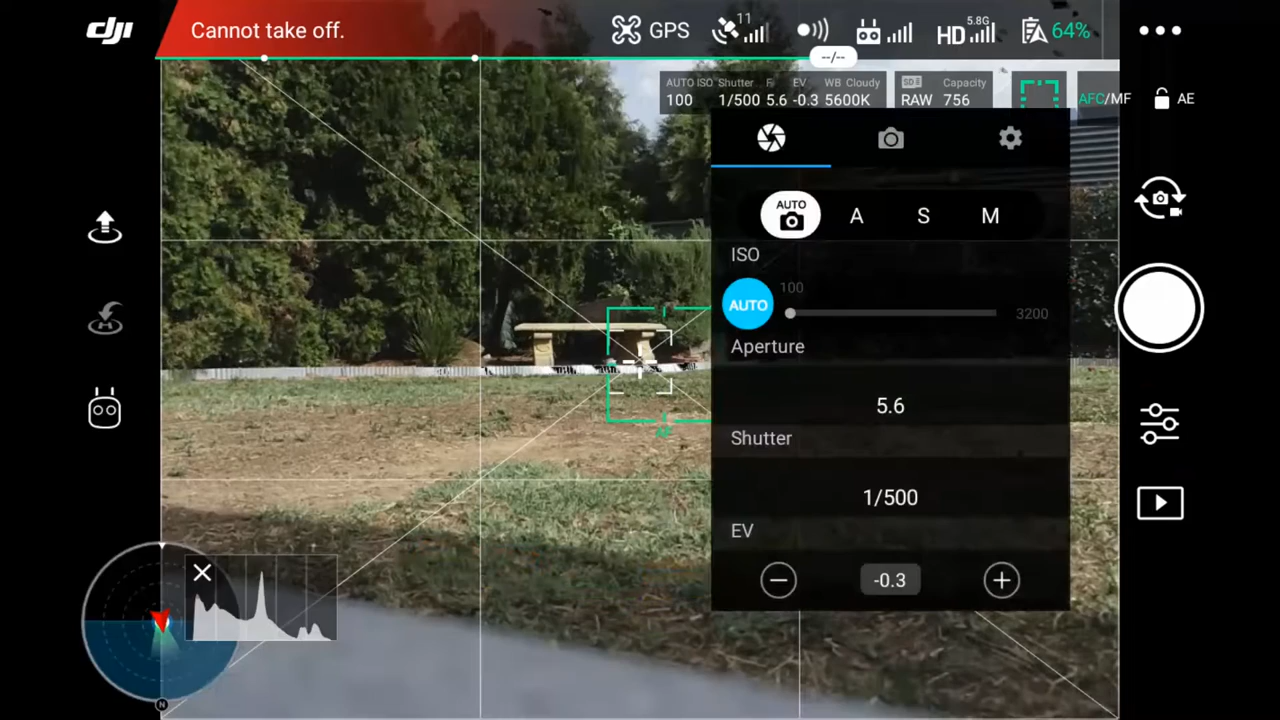 dji
Cannot take off.
GPS
11
5.8G
HD
64%
--/--
AUTO ISO Shutter F. EV WB Cloudy
100 1/500 5.6 -0.3 5600K
SD Capacity
RAW 756
AFC/MF
AE
AUTO
A
S
M
ISO
AUTO
100
3200
Aperture
5.6
Shutter
1/500
EV
-0.3
AF
H
N